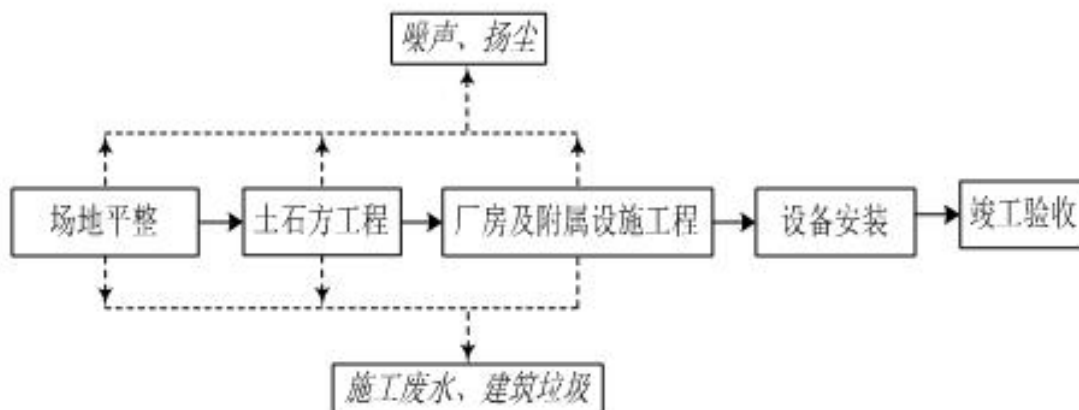 噪声、扬尘
场地平整
土石方工程
厂房及附属设施工程
设备安装
竣工验收
施工废水、建筑垃圾